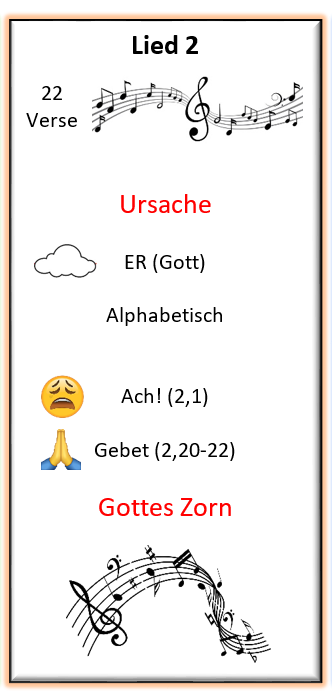 Lied 2
22
Verse
Ursache
ER (Gott)
Alphabetisch
Ach! (2,1)
Gebet (2,20-22)
Gottes Zorn